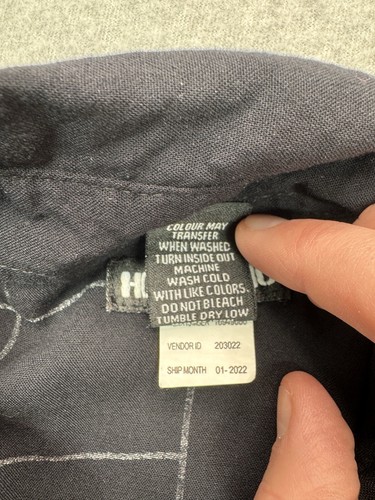 COLOUR MAY
TRANSFER
WHEN WASHED
TURN INSIDE OUT
MACHINE
WASH COLD
WITH LIKE COLORS.
DO NOT BLEACH
TUMBLE DRY LOW
VENDOR ID 203022
SHIP MONTH 01-2022